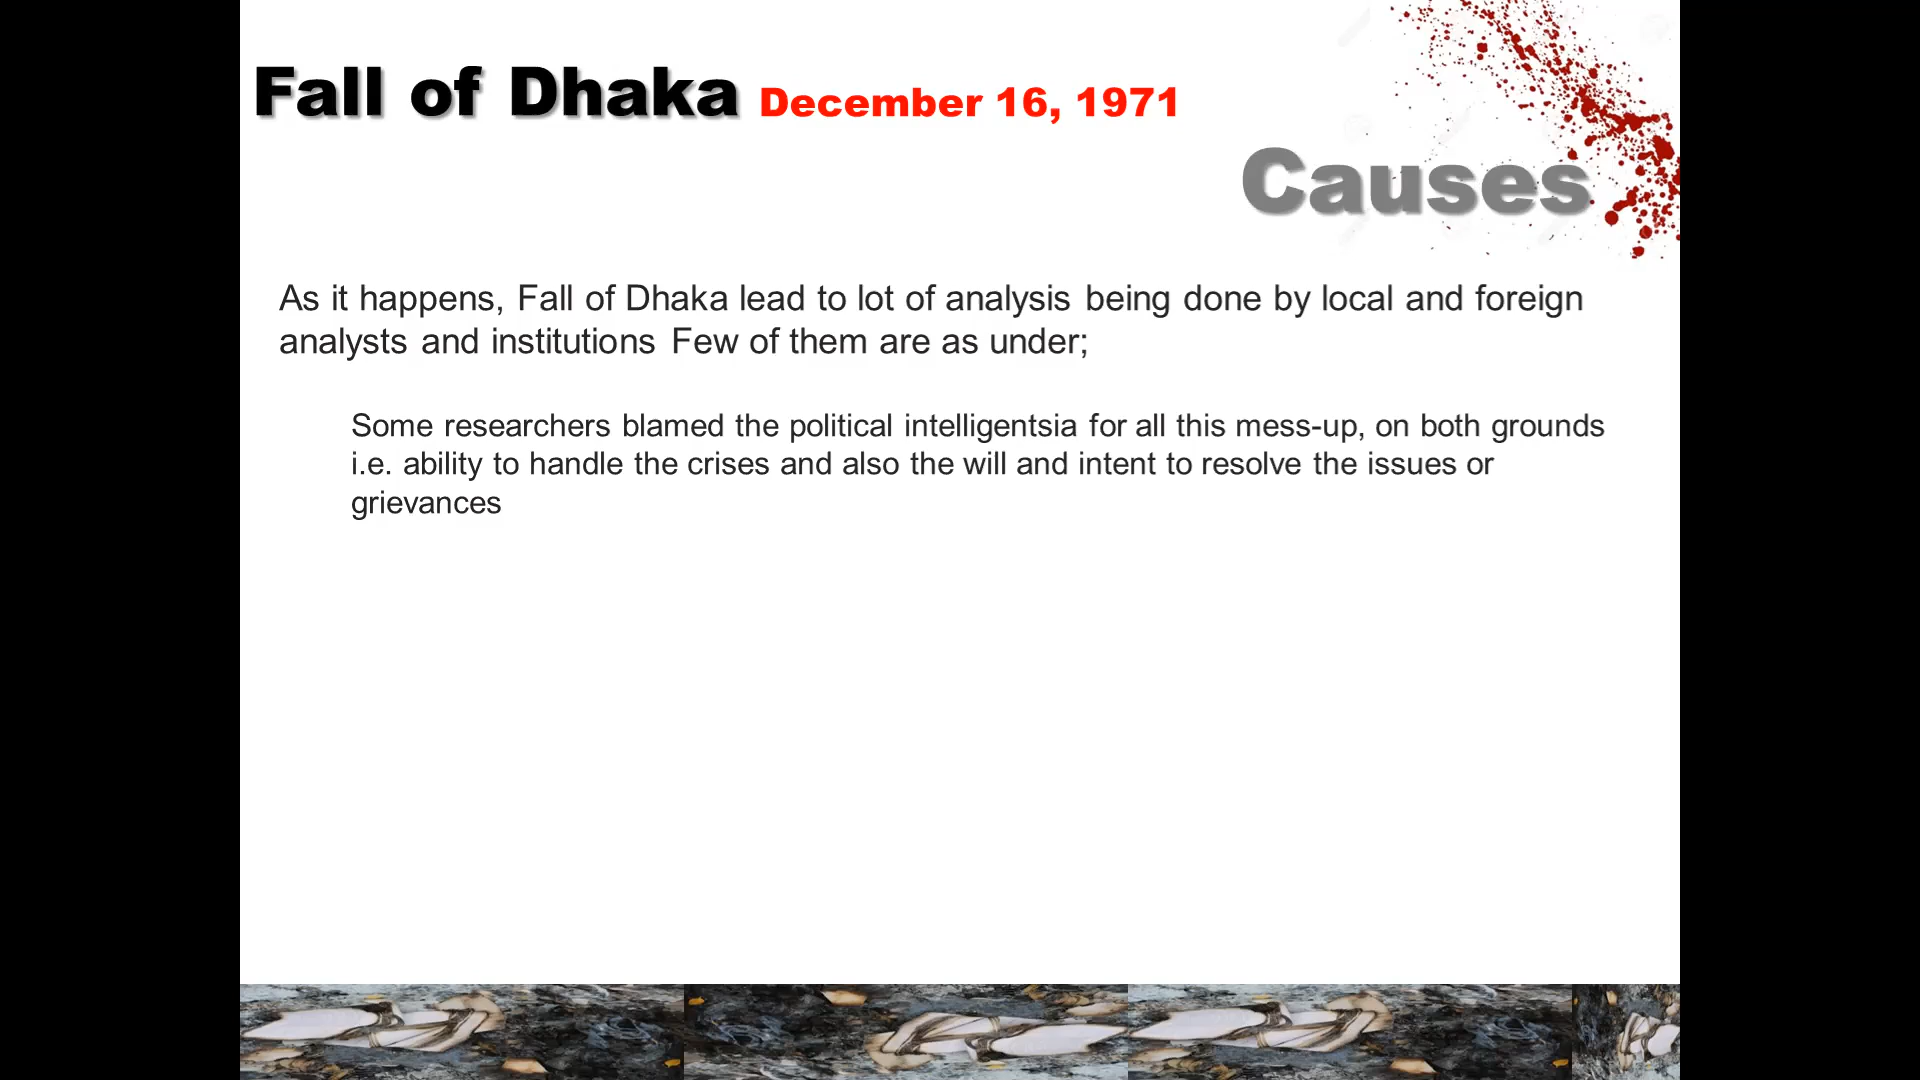 Fall of Dhaka December 16, 1971
Causes
As it happens, Fall of Dhaka lead to lot of analysis being done by local and foreign
analysts and institutions Few of them are as under;
Some researchers blamed the political intelligentsia for all this mess-up, on both grounds
i.e. ability to handle the crises and also the will and intent to resolve the issues or
grievances